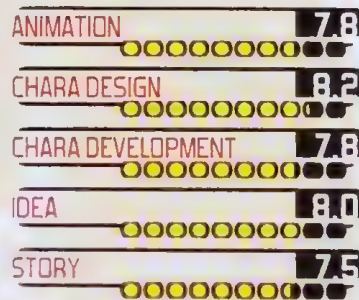 ANIMATION 7.8
CHARA DESIGN 8.2
CHARA DEVELOPMENT 7.8
IDEA 8.0
STORY 7.5